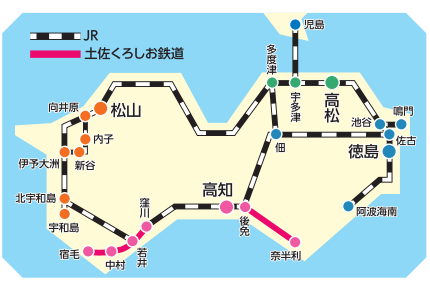 JR
土佐くろしお鉄道
児島
多度津
宇多津
高松
鳴門
池谷
佐古
徳島
佃
阿波海南
向井原
松山
内子
伊予大洲
新谷
北宇和島
宇和島
窪川
高知
後免
若井
宿毛
中村
奈半利